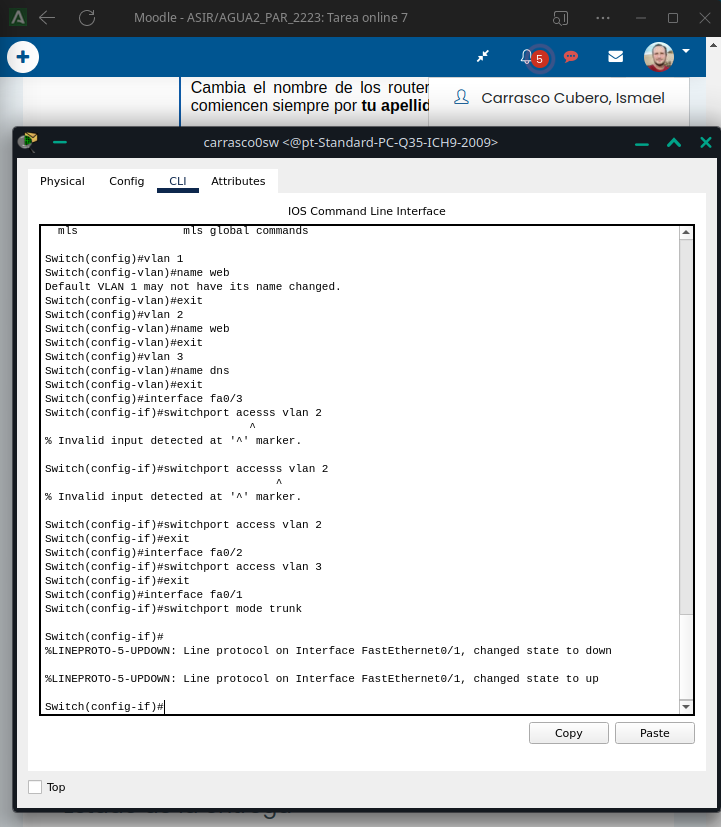 Moodle - ASIR/AGUA2_PAR_2223: Tarea online 7
5
Cambia el nombre de los router
comiencen siempre por tu apellid
Carrasco Cubero, Ismael
carrasco0sw <@pt-Standard-PC-Q35-ICH9-2009>
Physical Config CLI Attributes
IOS Command Line Interface
mls mls global commands
Switch(config)#vlan 1
Switch(config-vlan)#name web
Default VLAN 1 may not have its name changed.
Switch(config-vlan)#exit
Switch(config)#vlan 2
Switch(config-vlan)#name web
Switch(config-vlan)#exit
Switch(config)#vlan 3
Switch(config-vlan)#name dns
Switch(config-vlan)#exit
Switch(config)#interface fa0/3
Switch(config-if)#switchport acesss vlan 2
^
% Invalid input detected at '^' marker.
Switch(config-if)#switchport accesss vlan 2
^
% Invalid input detected at '^' marker.
Switch(config-if)#switchport access vlan 2
Switch(config-if)#exit
Switch(config)#interface fa0/2
Switch(config-if)#switchport access vlan 3
Switch(config-if)#exit
Switch(config)#interface fa0/1
Switch(config-if)#switchport mode trunk
Switch(config-if)#
%LINEPROTO-5-UPDOWN: Line protocol on Interface FastEthernet0/1, changed state to down
%LINEPROTO-5-UPDOWN: Line protocol on Interface FastEthernet0/1, changed state to up
Switch(config-if)#
Copy Paste
Top